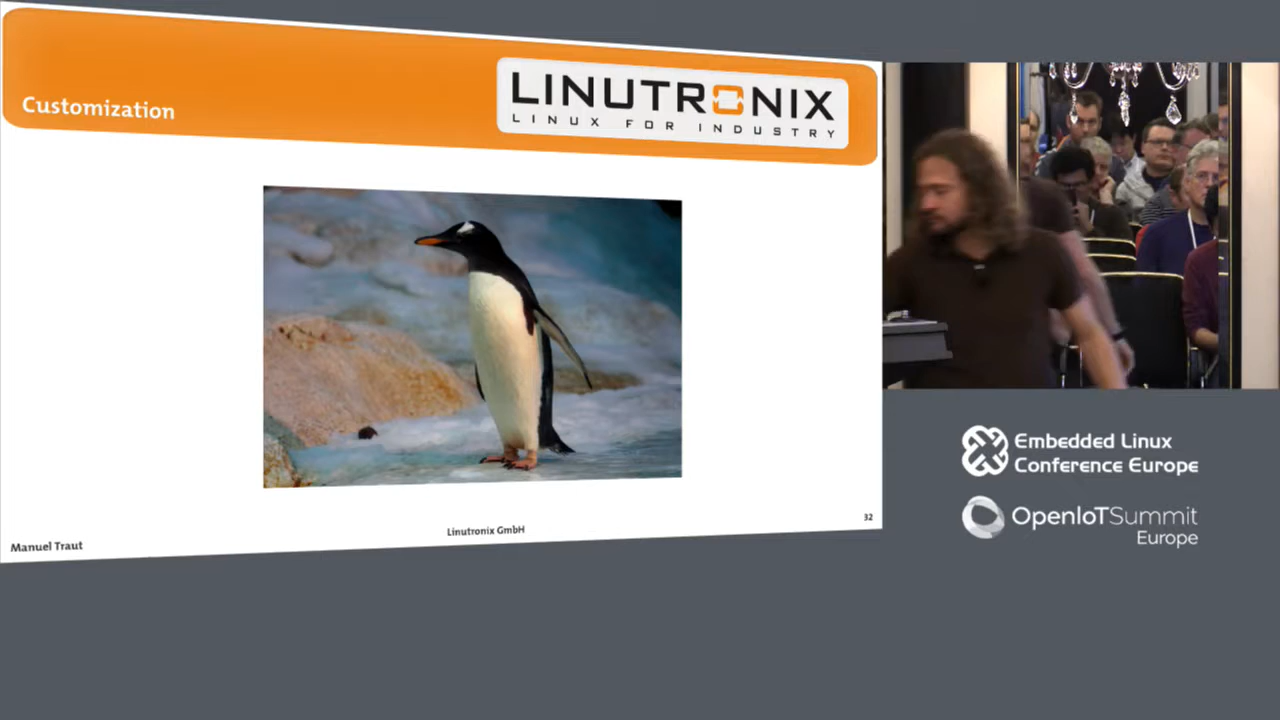 Customization
LINUTRONIX
LINUX FOR INDUSTRY
Manuel Traut
Linutronix GmbH
32
Embedded Linux
Conference Europe
OpenIoTSummit
Europe